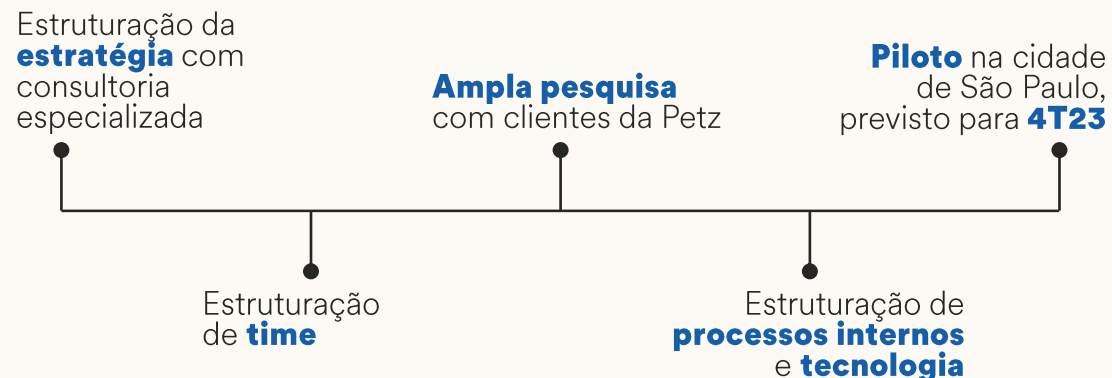 Estruturação da
estratégia com
consultoria
especializada
Estruturação
de time
Ampla pesquisa
com clientes da Petz
Estruturação de
processos internos
e tecnologia
Piloto na cidade
de São Paulo,
previsto para 4T23